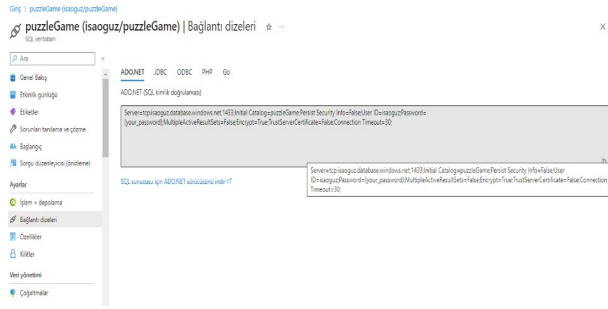 Giriş > puzzleGame (isaoguz/puzzleGame)
puzzleGame (isaoguz/puzzleGame) | Bağlantı dizeleri
SQL veritabanı
Ara
Genel Bakış
Etkinlik günlüğü
Etiketler
Sorunları tanılama ve çözme
Başlangıç
Sorgu düzenleyicisi (önizleme)
Ayarlar
İşlem + depolama
Bağlantı dizeleri
Özellikler
Kilitler
Veri yönetimi
Çoğaltmalar
ADO.NET JDBC ODBC PHP Go
ADO.NET (SQL kimlik doğrulaması)
Server=tcp:isaoguz.database.windows.net,1433;Initial Catalog=puzzleGame;Persist Security Info=False;User ID=isaoguz;Password=
{your_password};MultipleActiveResultSets=False;Encrypt=True;TrustServerCertificate=False;Connection Timeout=30;
SQL sunucusu için ADO.NET sürücüsünü indir
Server=tcp:isaoguz.database.windows.net,1433;Initial Catalog=puzzleGame;Persist Security Info=False;User
ID=isaoguz;Password={your_password};MultipleActiveResultSets=False;Encrypt=True;TrustServerCertificate=False;Connection
Timeout=30;